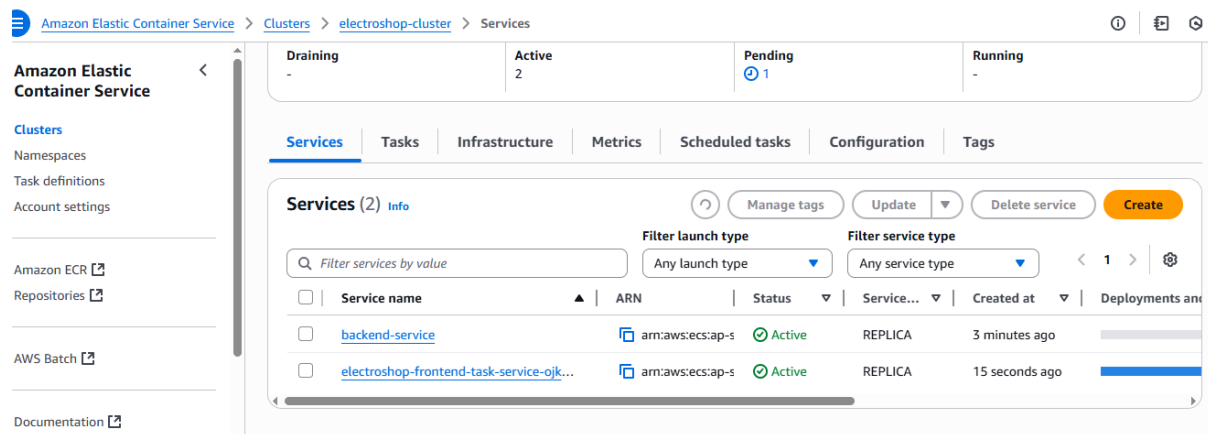 Amazon Elastic Container Service > Clusters > electroshop-cluster > Services
Amazon Elastic
Container Service
Clusters
Namespaces
Task definitions
Account settings
Amazon ECR
Repositories
AWS Batch
Documentation
Draining Active Pending Running
- 2 1 -
Services Tasks Infrastructure Metrics Scheduled tasks Configuration Tags
Services (2) Info Manage tags Update Delete service Create
Filter launch type Filter service type
Filter services by value Any launch type Any service type 1
Service name ARN Status Service... Created at Deployments and
backend-service arn:aws:ecs:ap-s Active REPLICA 3 minutes ago
electroshop-frontend-task-service-ojk... arn:aws:ecs:ap-s Active REPLICA 15 seconds ago